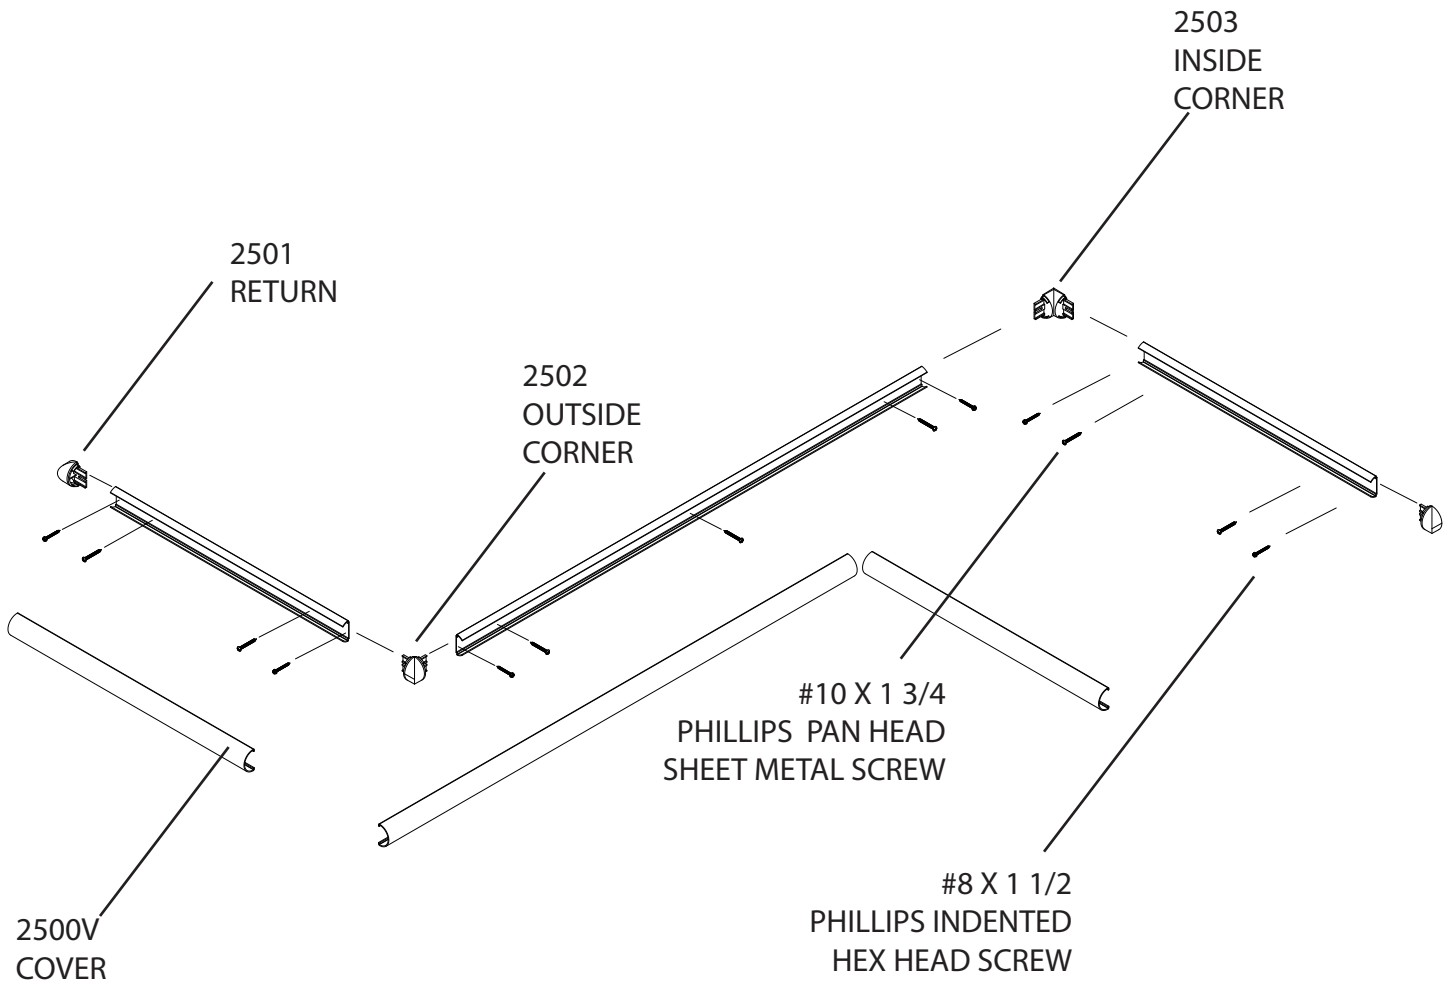 2503
INSIDE
CORNER
2501
RETURN
2502
OUTSIDE
CORNER
#10 X 1 3/4
PHILLIPS PAN HEAD
SHEET METAL SCREW
#8 X 1 1/2
PHILLIPS INDENTED
HEX HEAD SCREW
2500V
COVER